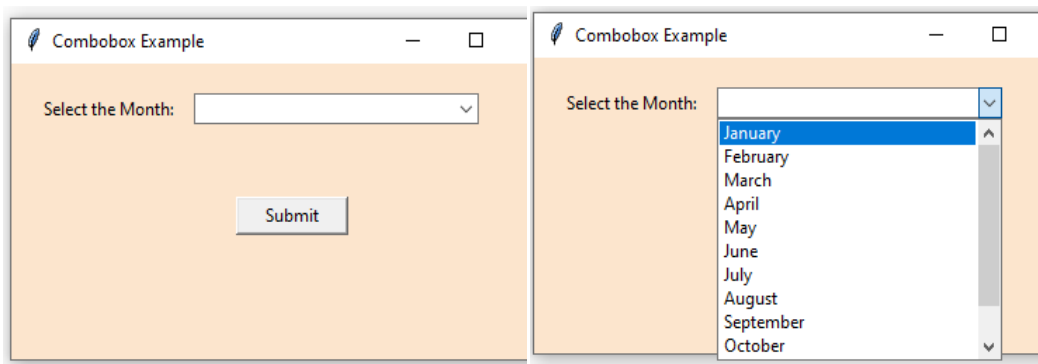 Combobox Example
Select the Month:
Submit
Combobox Example
Select the Month:
January
February
March
April
May
June
July
August
September
October